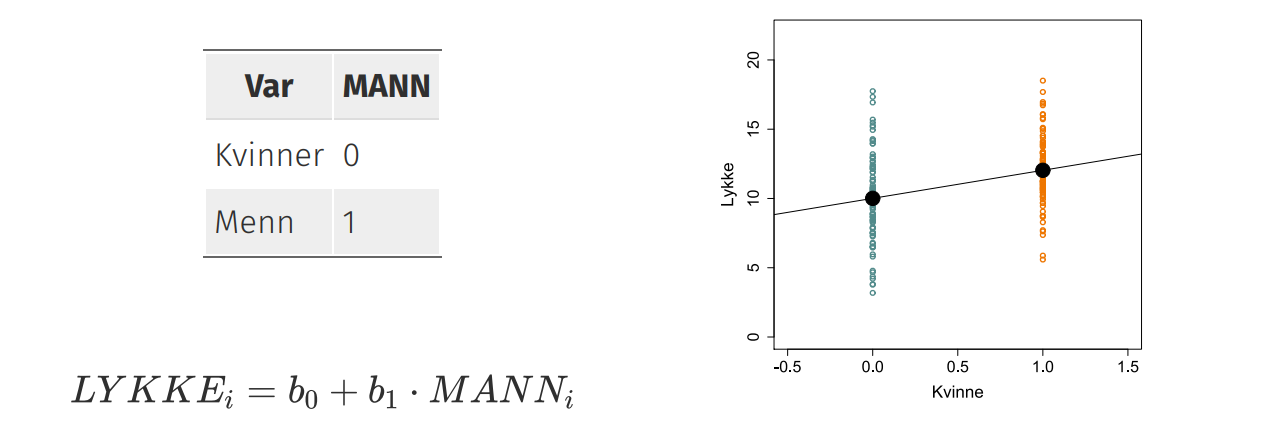 Var MANN
Kvinner 0
Menn 1
LYKKE_i = b_0 + b_1 · MANN_i
20
15
10
5
0
Lykke
-0.5 0.0 0.5 1.0 1.5
Kvinne